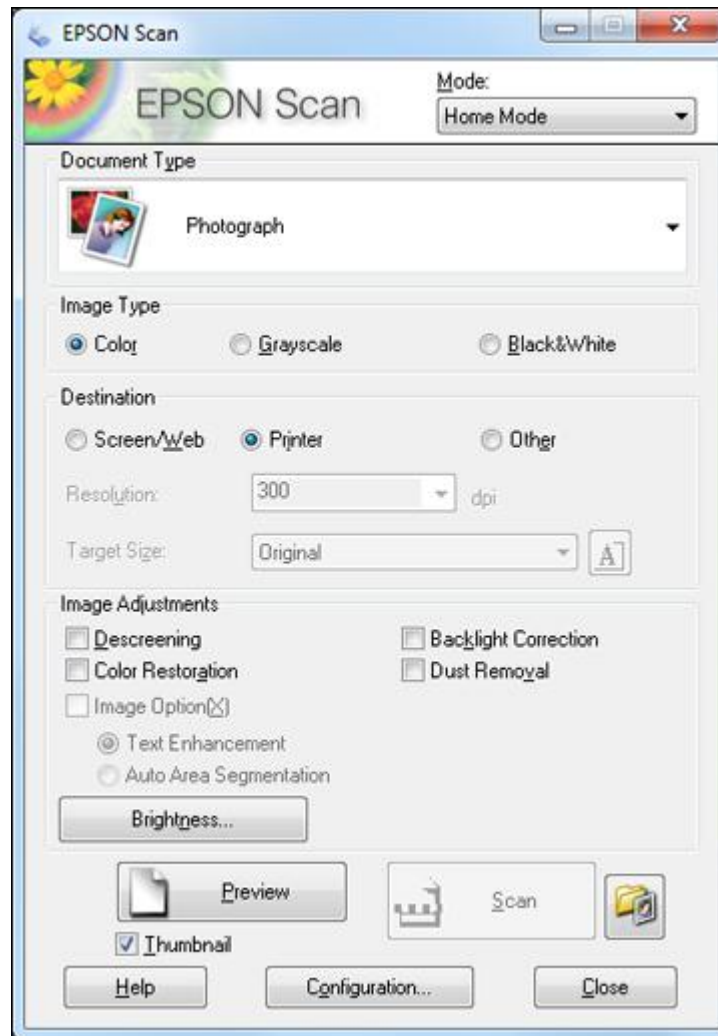 EPSON Scan
EPSON Scan
Mode:
Home Mode
Document Type
Photograph
Image Type
Color Grayscale Black&White
Destination
Screen/Web Printer Other
Resolution: 300 dpi
Target Size: Original A
Image Adjustments
Descreening Backlight Correction
Color Restoration Dust Removal
Image Option(X)
Text Enhancement
Auto Area Segmentation
Brightness...
Preview Scan
Thumbnail
Help Configuration... Close